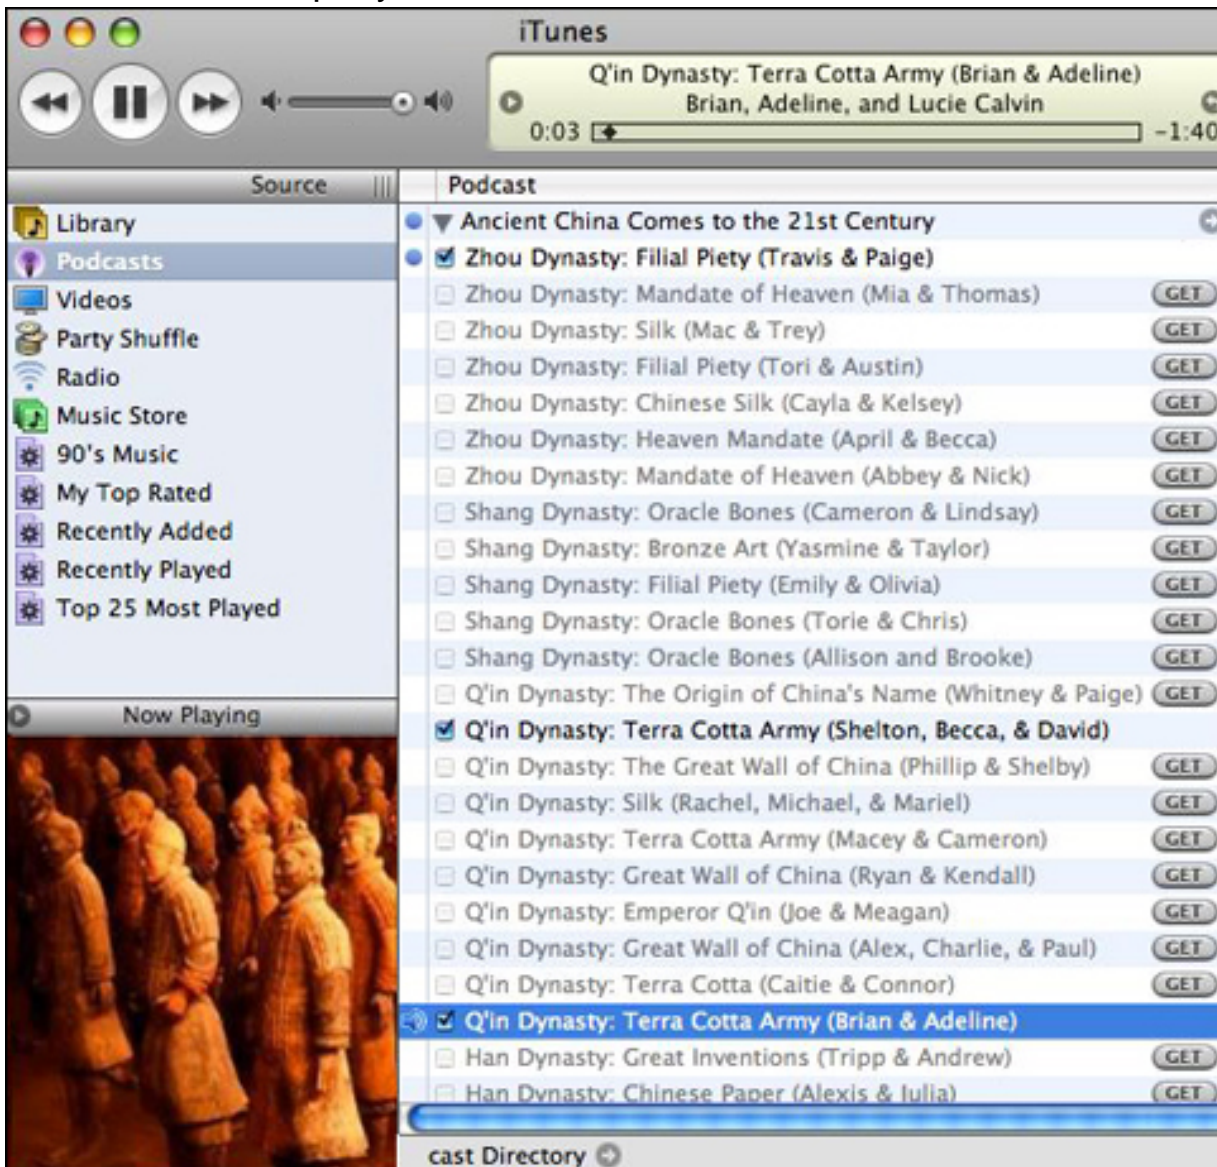 iTunes
Q'in Dynasty: Terra Cotta Army (Brian & Adeline)
Brian, Adeline, and Lucie Calvin
0:03 -1:40
Source
Library
Podcasts
Videos
Party Shuffle
Radio
Music Store
90's Music
My Top Rated
Recently Added
Recently Played
Top 25 Most Played
Now Playing
Podcast
Ancient China Comes to the 21st Century
Zhou Dynasty: Filial Piety (Travis & Paige)
Zhou Dynasty: Mandate of Heaven (Mia & Thomas) GET
Zhou Dynasty: Silk (Mac & Trey) GET
Zhou Dynasty: Filial Piety (Tori & Austin) GET
Zhou Dynasty: Chinese Silk (Cayla & Kelsey) GET
Zhou Dynasty: Heaven Mandate (April & Becca) GET
Zhou Dynasty: Mandate of Heaven (Abbey & Nick) GET
Shang Dynasty: Oracle Bones (Cameron & Lindsay) GET
Shang Dynasty: Bronze Art (Yasmine & Taylor) GET
Shang Dynasty: Filial Piety (Emily & Olivia) GET
Shang Dynasty: Oracle Bones (Torie & Chris) GET
Shang Dynasty: Oracle Bones (Allison and Brooke) GET
Q'in Dynasty: The Origin of China's Name (Whitney & Paige) GET
Q'in Dynasty: Terra Cotta Army (Shelton, Becca, & David)
Q'in Dynasty: The Great Wall of China (Phillip & Shelby) GET
Q'in Dynasty: Silk (Rachel, Michael, & Mariel) GET
Q'in Dynasty: Terra Cotta Army (Macey & Cameron) GET
Q'in Dynasty: Great Wall of China (Ryan & Kendall) GET
Q'in Dynasty: Emperor Q'in (Joe & Meagan) GET
Q'in Dynasty: Great Wall of China (Alex, Charlie, & Paul) GET
Q'in Dynasty: Terra Cotta (Caitie & Connor) GET
Q'in Dynasty: Terra Cotta Army (Brian & Adeline)
Han Dynasty: Great Inventions (Tripp & Andrew) GET
Han Dynasty: Chinese Paper (Alexis & Julia) GET
cast Directory